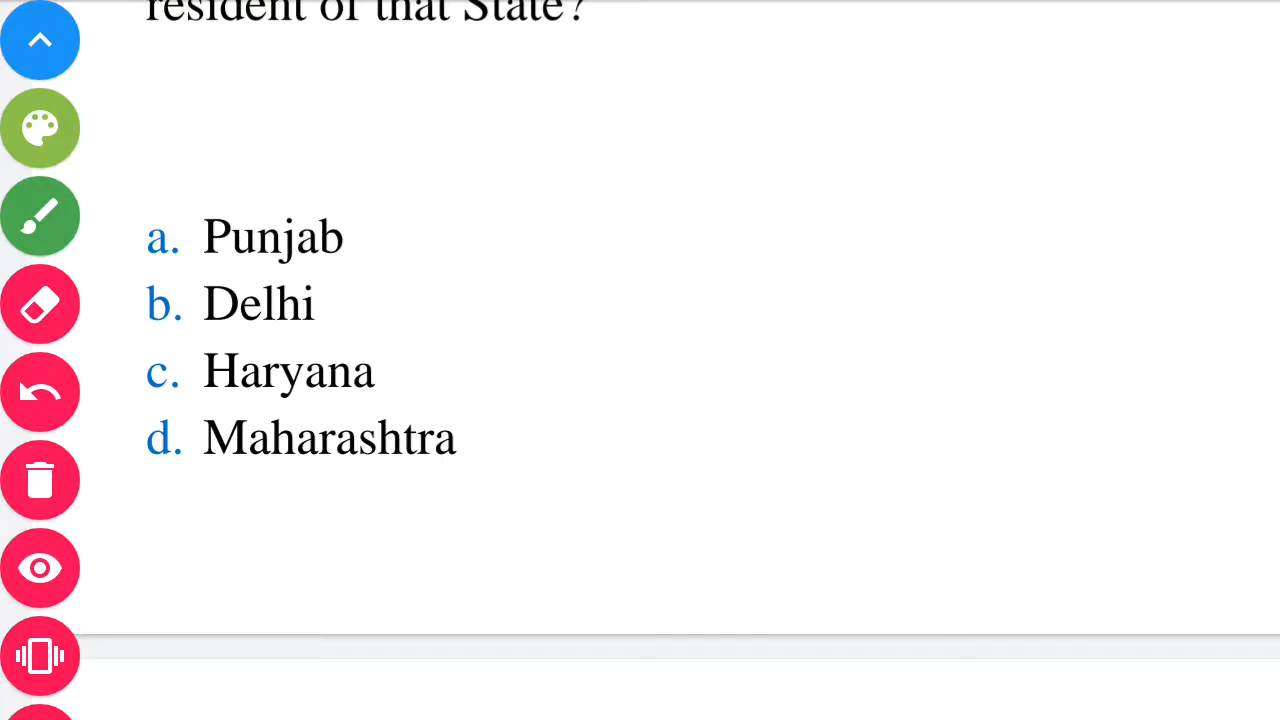 resident of that State?
a. Punjab
b. Delhi
c. Haryana
d. Maharashtra